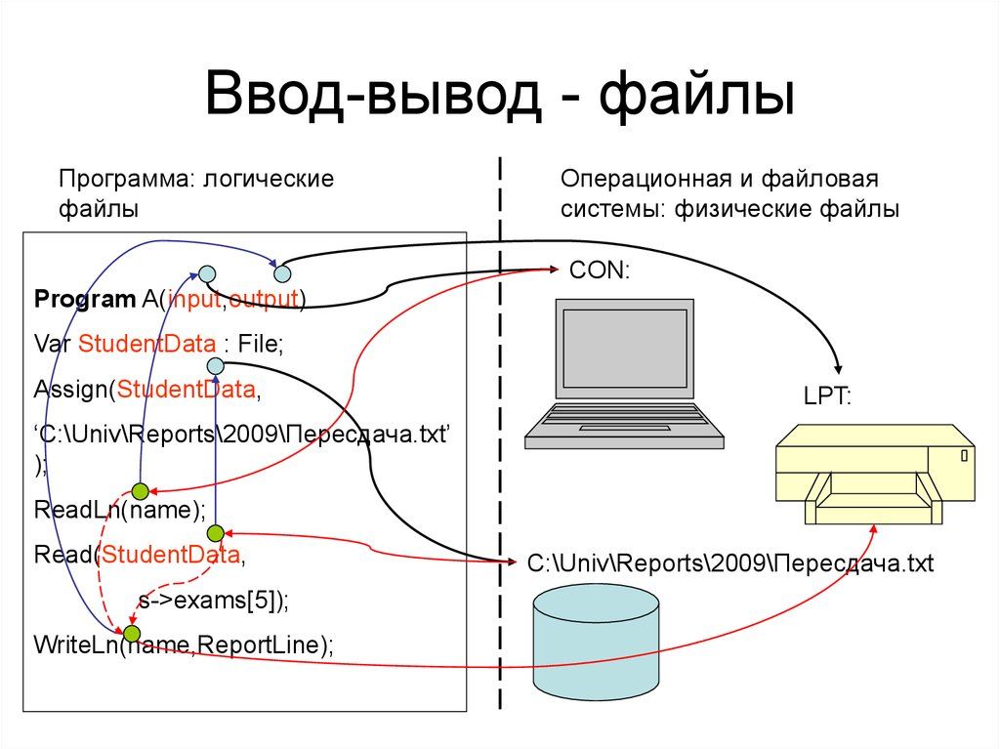 Ввод-вывод - файлы
Программа: логические
файлы
Операционная и файловая
системы: физические файлы
Program A(input,output)
Var StudentData : File;
Assign(StudentData,
‘C:\Univ\Reports\2009\Пересдача.txt’
);
ReadLn(name);
Read(StudentData,
s->exams[5]);
WriteLn(name,ReportLine);
CON:
LPT:
C:\Univ\Reports\2009\Пересдача.txt